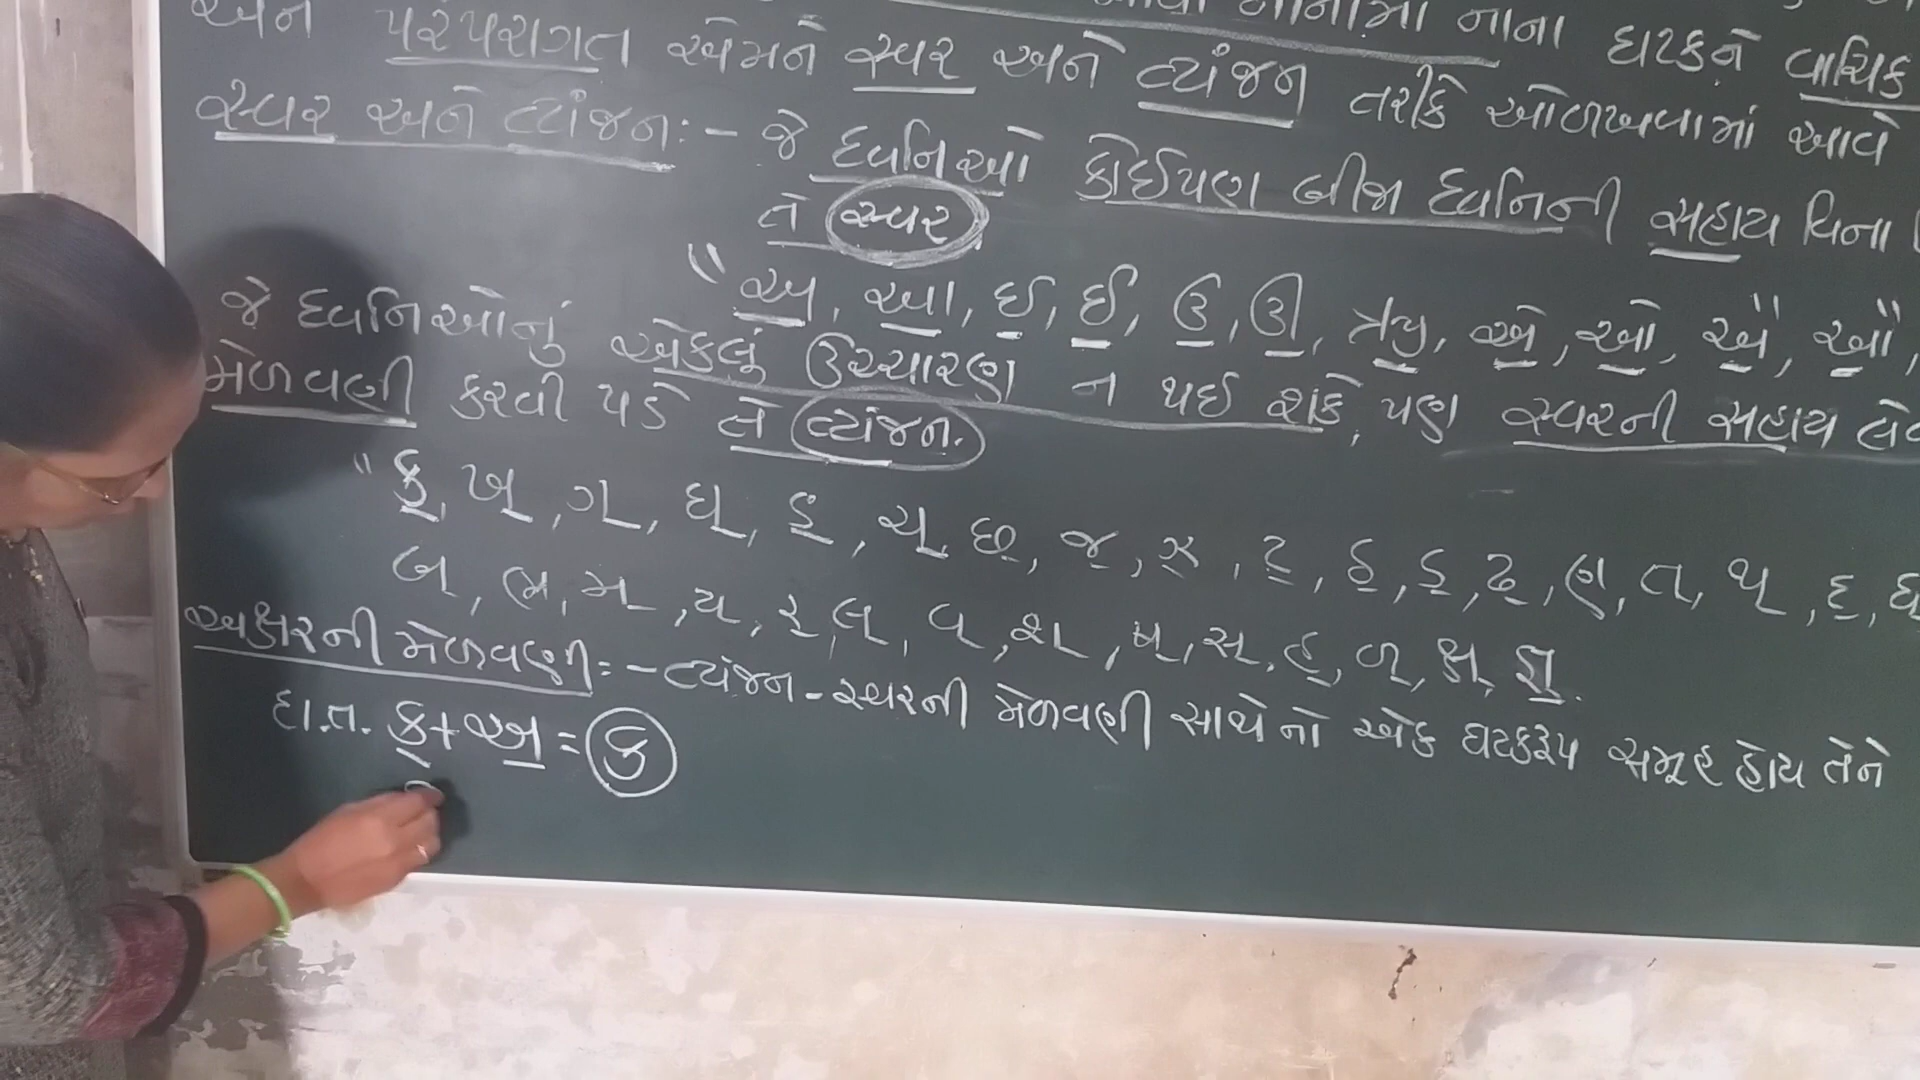 અને પરંપરાગત એમને સ્વર અને વ્યંજન તરીકે ઓળખવામાં આવે
નાનામાં નાના ઘટકને વાચિક
સ્વર અને વ્યંજન:- જે ધ્વનિઓ કોઈપણ બીજા ધ્વનિની સહાય વિના
તે સ્વર.
"અ, આ, ઇ, ઈ, ઉ, ઊ, ઋ, એ, ઓ, ઐ, ઔ,
જે ધ્વનિઓનું એકલું ઉચ્ચારણ ન થઈ શકે, પણ સ્વરની સહાય
મેળવણી કરવી પડે તે વ્યંજન.
"ક્, ખ્, ગ્, ઘ્, ઙ્, ચ્, છ્, જ્, ઝ્, ટ્, ઠ્, ડ્, ઢ્, ણ્, ત્, થ્, દ્,
બ્, ભ્, મ્, ય્, ર્, લ્, વ્, શ્, ષ્, સ્, હ્, ળ્, ક્ષ્, જ્ઞ્.
અક્ષરની મેળવણી:- વ્યંજન-સ્વરની મેળવણી સાથેનો એક ઘટકરૂપ સમૂહ હોય તેને
દા.ત. ક્+અ = ક